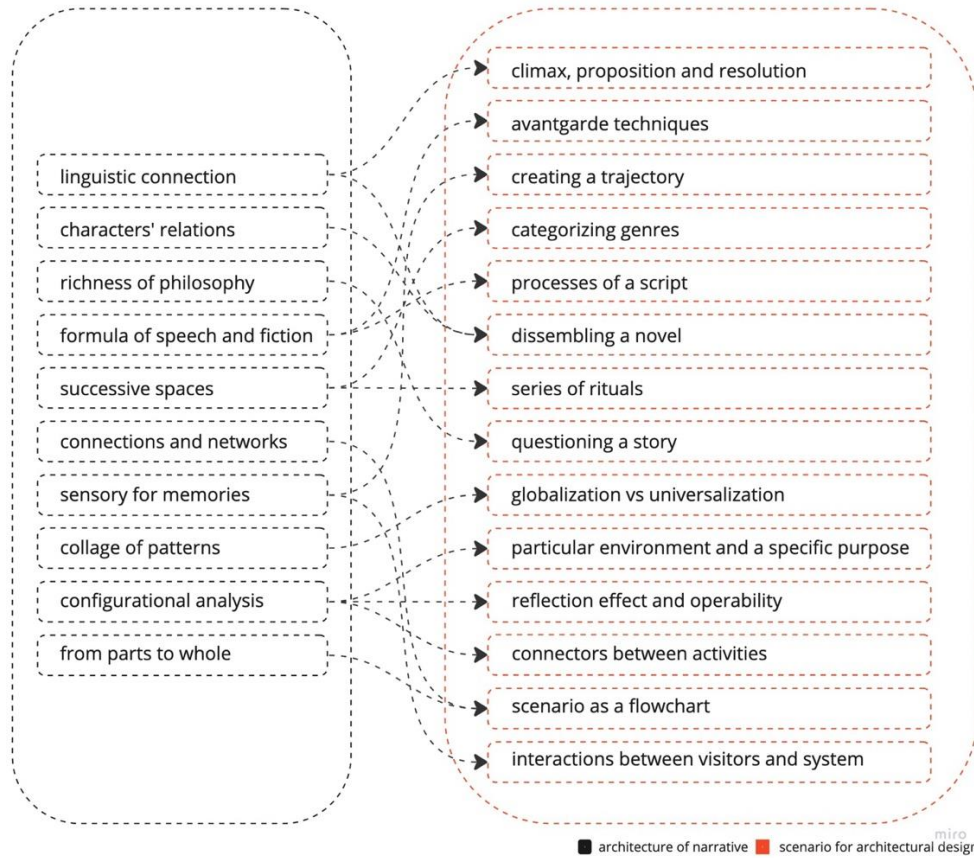 linguistic connection
characters' relations
richness of philosophy
formula of speech and fiction
successive spaces
connections and networks
sensory for memories
collage of patterns
configurational analysis
from parts to whole
climax, proposition and resolution
avantgarde techniques
creating a trajectory
categorizing genres
processes of a script
dissembling a novel
series of rituals
questioning a story
globalization vs universalization
particular environment and a specific purpose
reflection effect and operability
connectors between activities
scenario as a flowchart
interactions between visitors and system
miro
architecture of narrative
scenario for architectural design